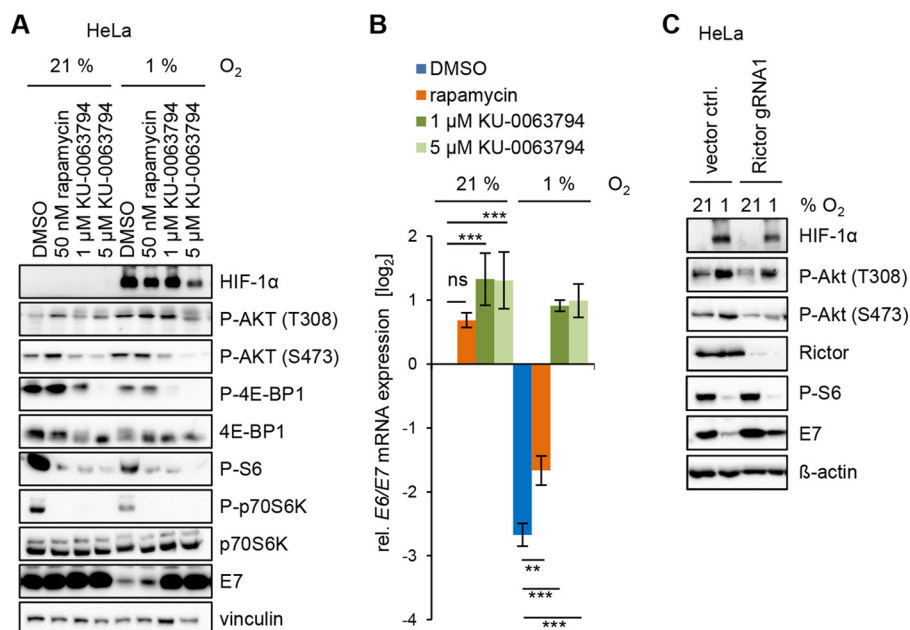 A
HeLa
21 %
1 %
O₂
DMSO
50 nM rapamycin
1 µM KU-0063794
5 µM KU-0063794
DMSO
50 nM rapamycin
1 µM KU-0063794
5 µM KU-0063794
HIF-1α
P-AKT (T308)
P-AKT (S473)
P-4E-BP1
4E-BP1
P-S6
P-p70S6K
p70S6K
E7
vinculin
B
DMSO
rapamycin
1 µM KU-0063794
5 µM KU-0063794
21 %
1 %
O₂
rel. E6/E7 mRNA expression [log₂]
2
1
0
-1
-2
-3
-4
***
***
ns
**
***
***
C
HeLa
vector ctrl.
Rictor gRNA1
21 1 21 1 % O₂
HIF-1α
P-Akt (T308)
P-Akt (S473)
Rictor
P-S6
E7
ß-actin